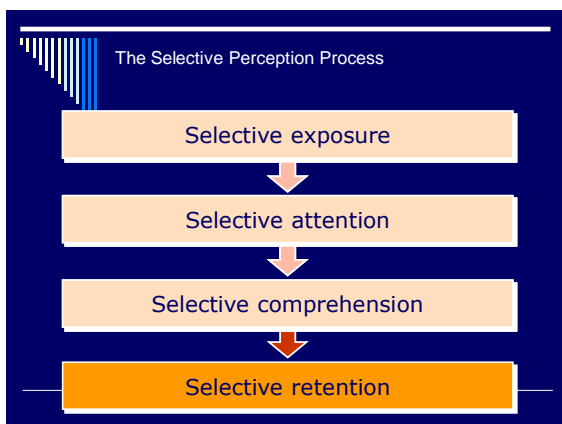 The Selective Perception Process
Selective exposure
Selective attention
Selective comprehension
Selective retention